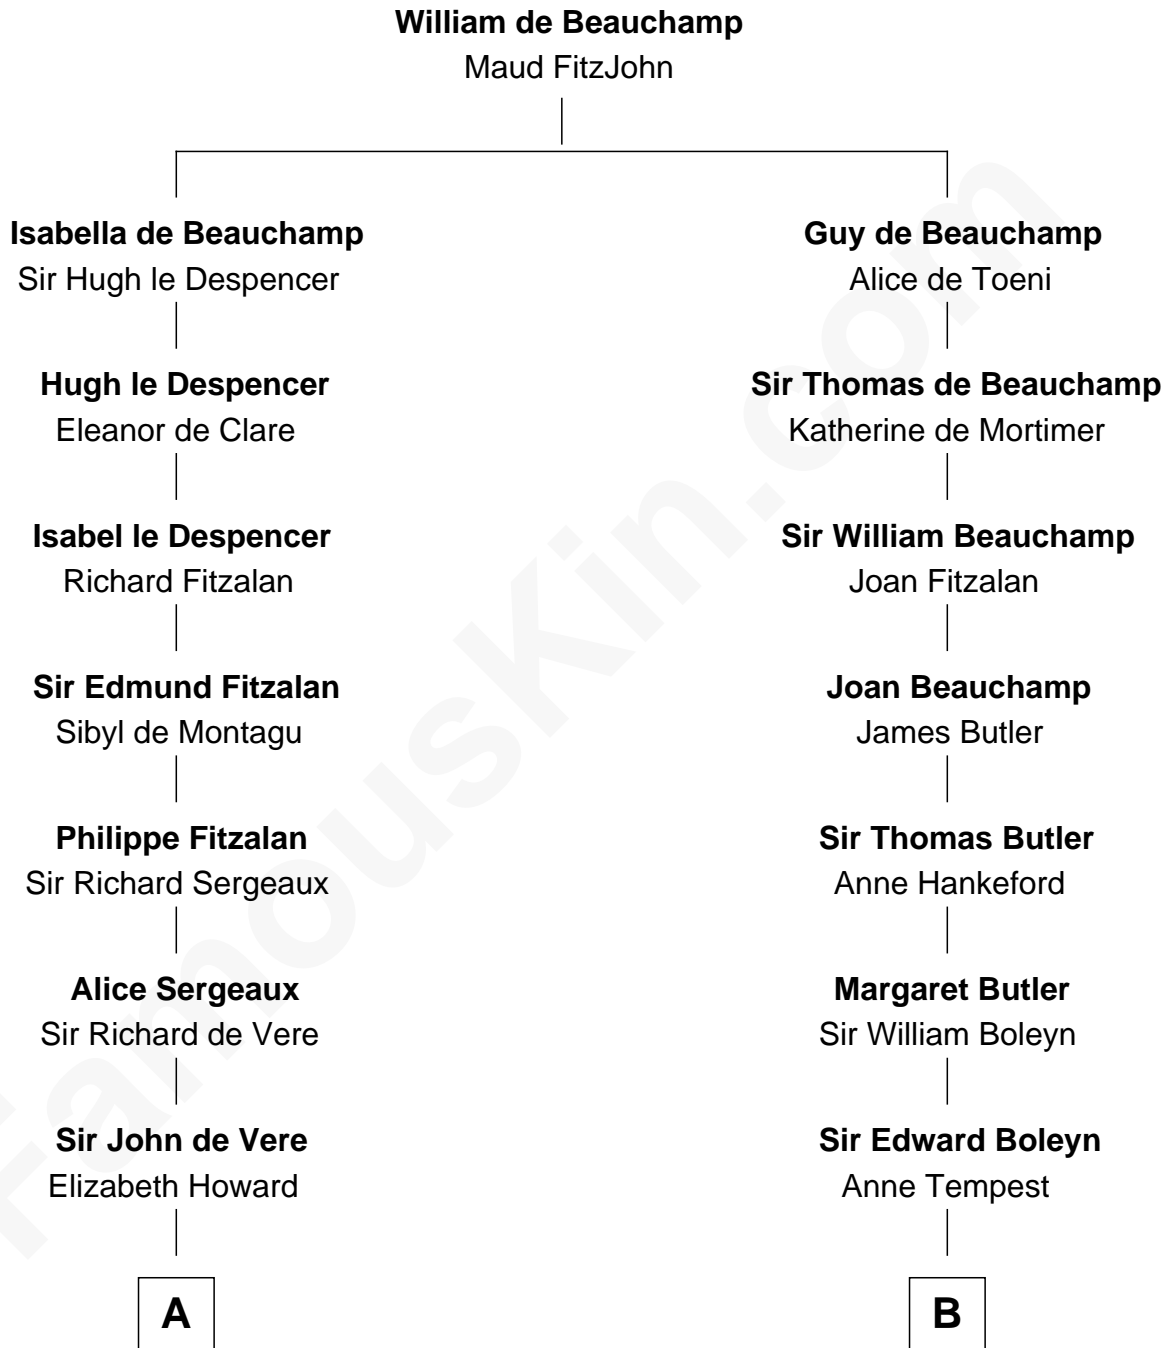 William de Beauchamp
Maud FitzJohn
Isabella de Beauchamp
Sir Hugh le Despencer
Guy de Beauchamp
Alice de Toeni
Hugh le Despencer
Eleanor de Clare
Sir Thomas de Beauchamp
Katherine de Mortimer
Isabel le Despencer
Richard Fitzalan
Sir William Beauchamp
Joan Fitzalan
Sir Edmund Fitzalan
Sibyl de Montagu
Joan Beauchamp
James Butler
Philippe Fitzalan
Sir Richard Sergeaux
Sir Thomas Butler
Anne Hankeford
Alice Sergeaux
Sir Richard de Vere
Margaret Butler
Sir William Boleyn
Sir John de Vere
Elizabeth Howard
Sir Edward Boleyn
Anne Tempest
A
B
FamousKin.com